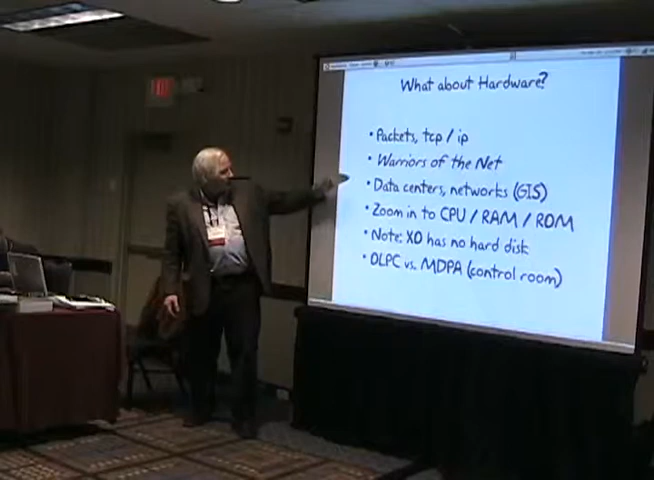 What about Hardware?
• Packets, tcp / ip
• Warriors of the Net
• Data centers, networks (GIS)
• Zoom in to CPU / RAM / ROM
• Note: XO has no hard disk
• OLPC vs. MDPA (control room)
EXIT